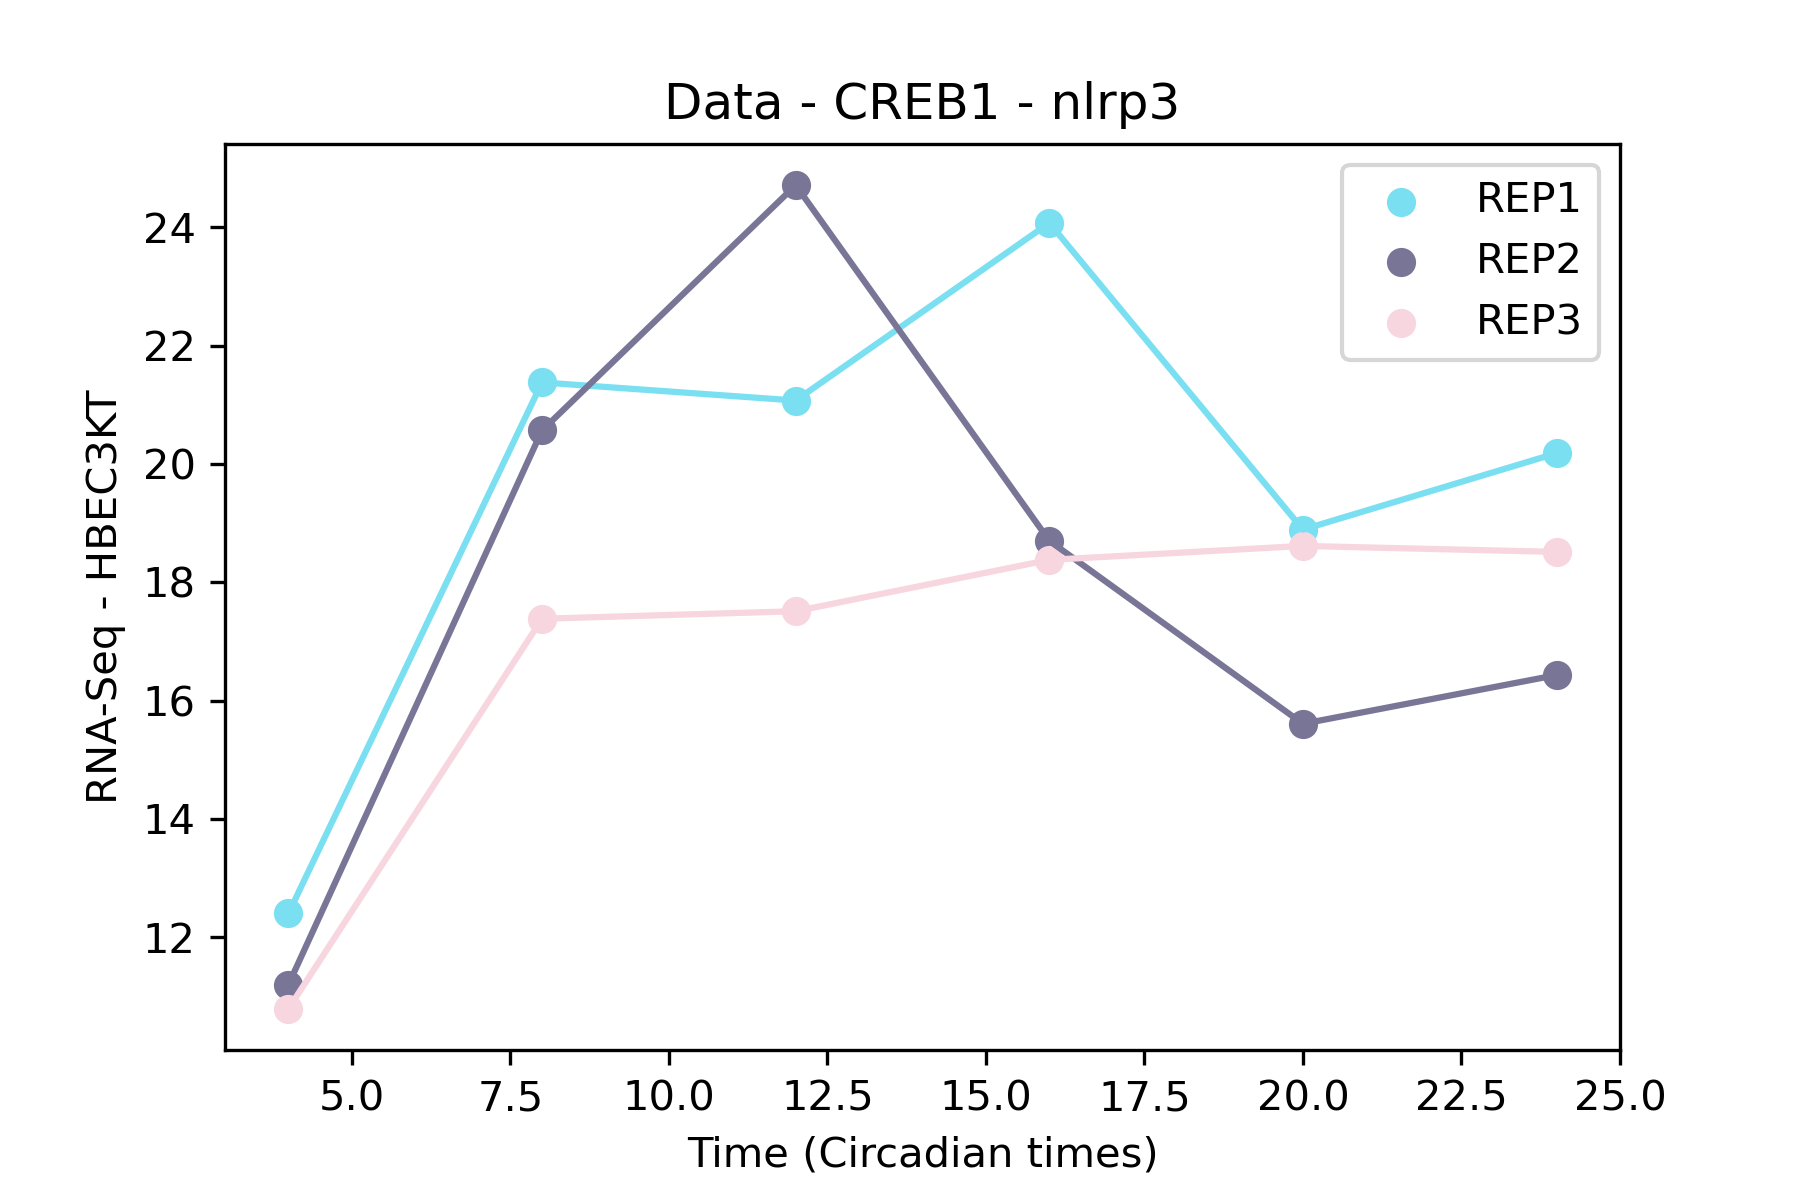 Data - CREB1 - nlrp3
REP1
REP2
REP3
24
22
20
18
16
14
12
RNA-Seq - HBEC3KT
5.0 7.5 10.0 12.5 15.0 17.5 20.0 22.5 25.0
Time (Circadian times)